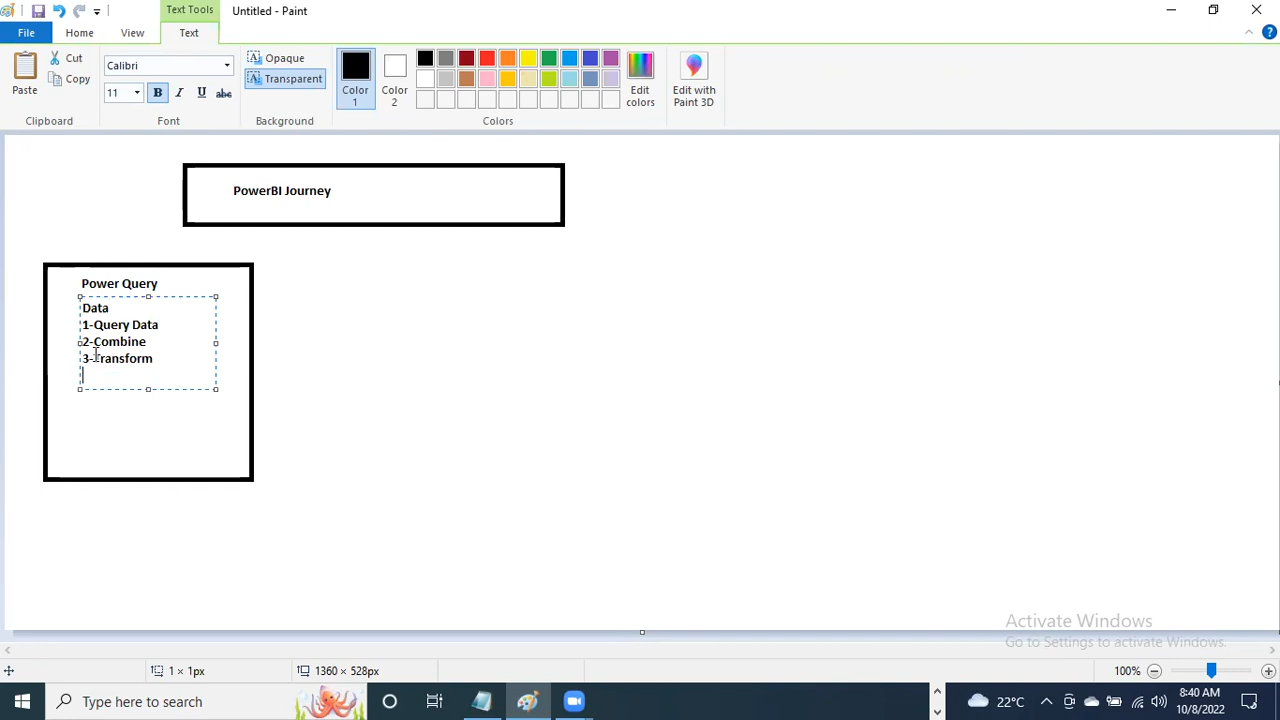 Text Tools
Untitled - Paint
File
Home
View
Text
Paste
Cut
Copy
Clipboard
Calibri
11
B
I
U
abc
Font
Opaque
Transparent
Background
Color 1
Color 2
Edit colors
Edit with Paint 3D
Colors
PowerBI Journey
Power Query
Data
1-Query Data
2-Combine
3-Transform
Activate Windows
Go to Settings to activate Windows.
1 × 1px
1360 × 528px
100%
Type here to search
22°C
8:40 AM
10/8/2022